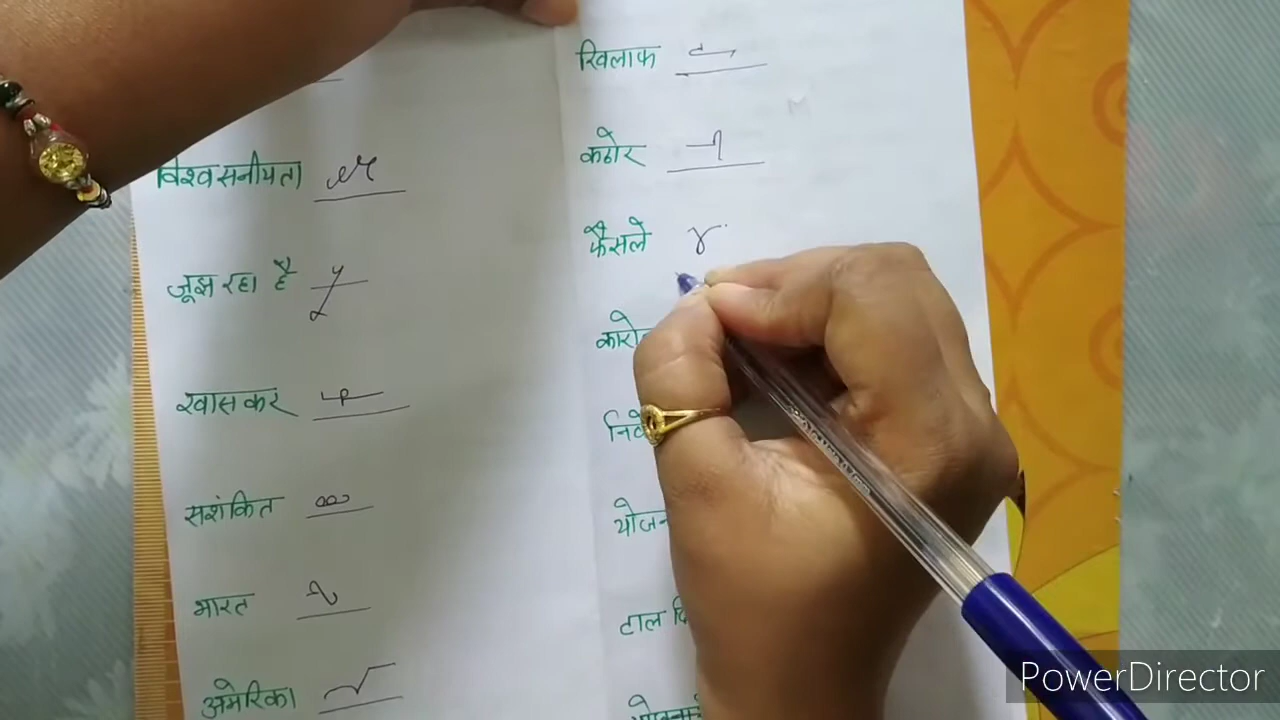 विश्वसनीयता
जूझ रहा है
खासकर
सशंकित
भारत
अमेरिका
खिलाफ
कठोर
फैसले
टाल
PowerDirector